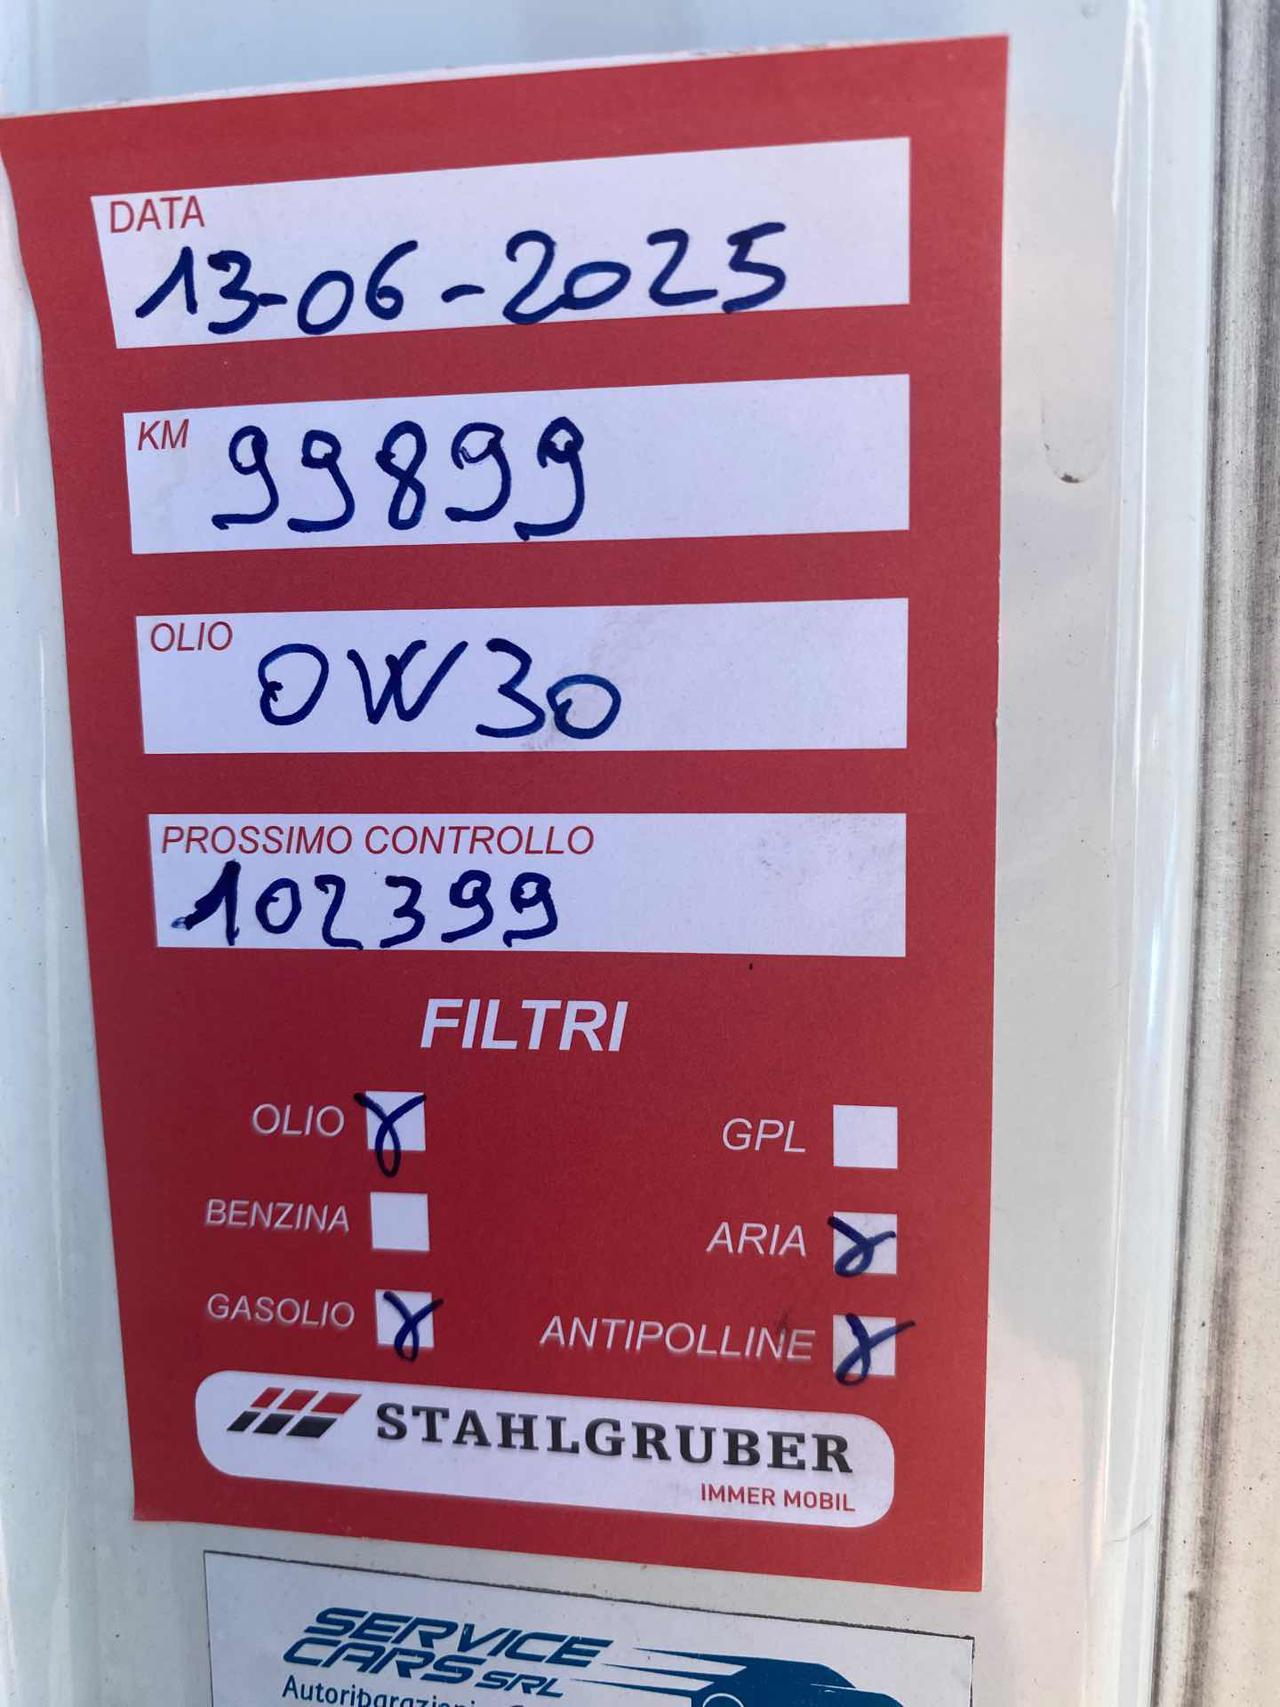 DATA
13-06-2025
KM 99899
OLIO 0W30
PROSSIMO CONTROLLO
102399
FILTRI
OLIO
GPL
BENZINA
ARIA
GASOLIO
ANTIPOLLINE
STAHLGRUBER
IMMER MOBIL
SERVICE
CARS SRL